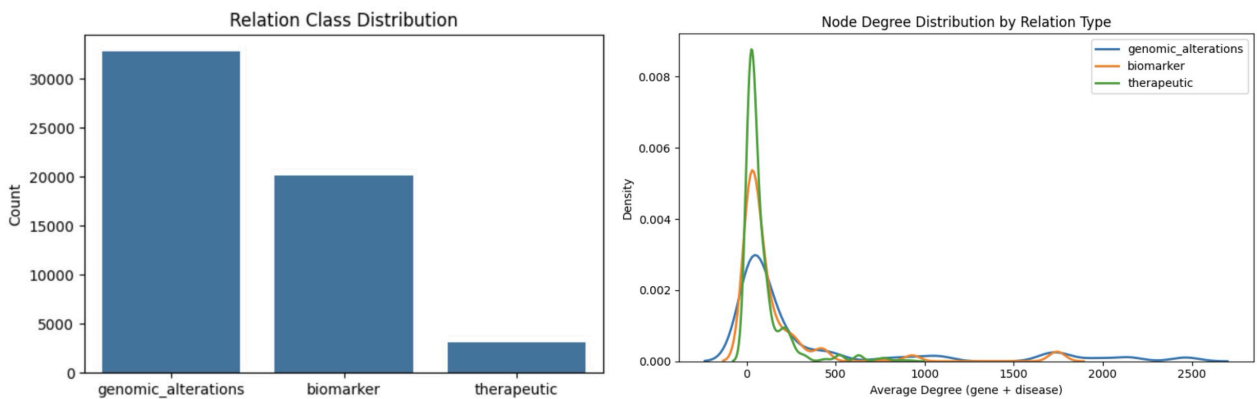 Relation Class Distribution
Count
30000
25000
20000
15000
10000
5000
0
genomic_alterations
biomarker
therapeutic
Node Degree Distribution by Relation Type
genomic_alterations
biomarker
therapeutic
Density
0.008
0.006
0.004
0.002
0.000
0 500 1000 1500 2000 2500
Average Degree (gene + disease)